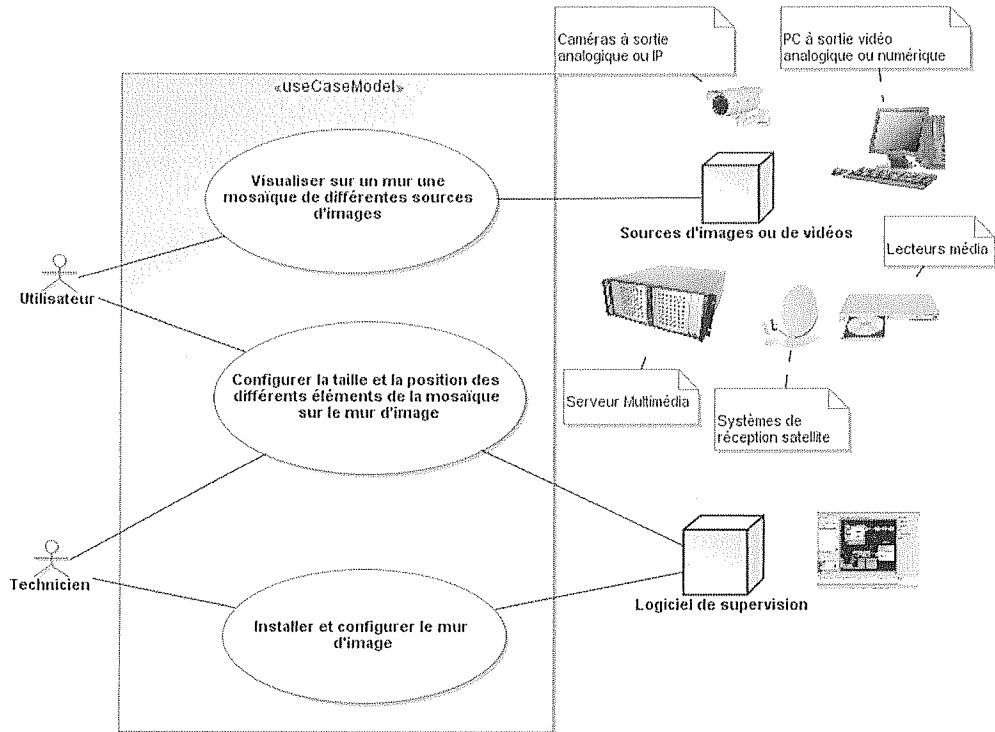 Caméras à sortie
analogique ou IP
PC à sortie vidéo
analogique ou numérique
«useCaseModel»
Visualiser sur un mur une
mosaïque de différentes sources
d'images
Sources d'images ou de vidéos
Lecteurs média
Utilisateur
Configurer la taille et la position des
différents éléments de la mosaïque
sur le mur d'image
Serveur Multimédia
Systèmes de
réception satellite
Technicien
Logiciel de supervision
Installer et configurer le mur
d'image